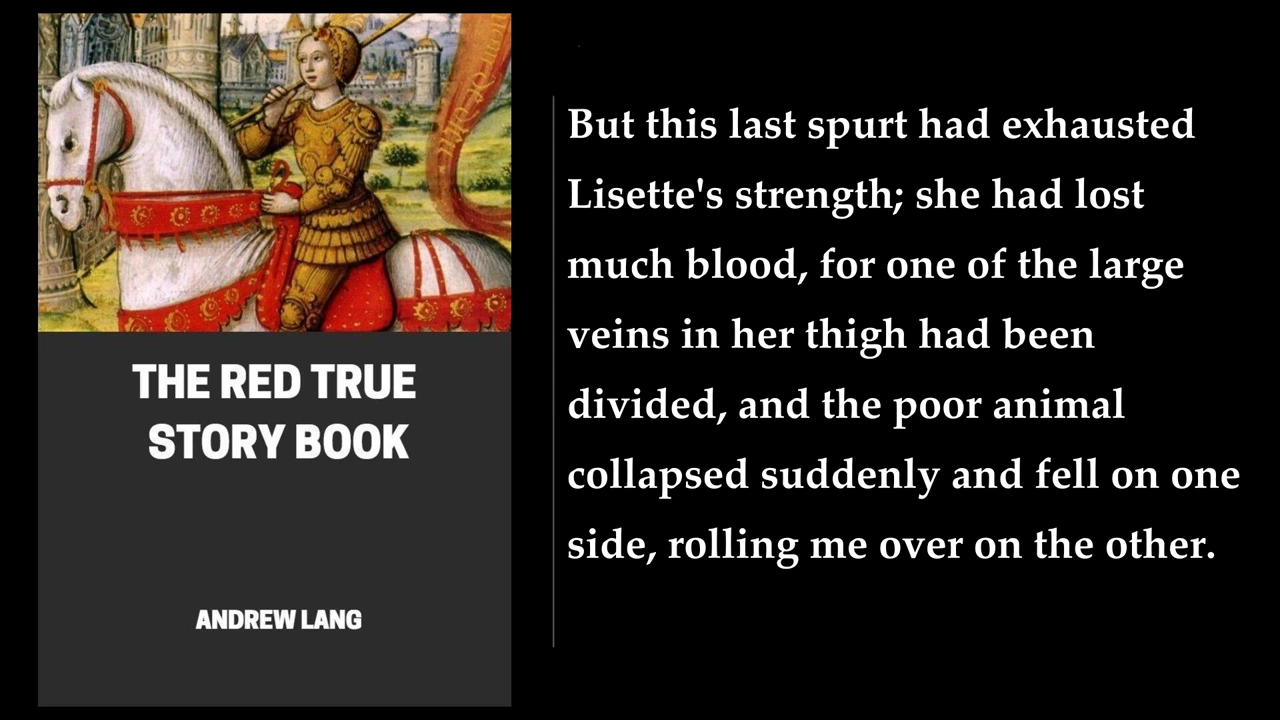 THE RED TRUE
STORY BOOK
ANDREW LANG
But this last spurt had exhausted
Lisette's strength; she had lost
much blood, for one of the large
veins in her thigh had been
divided, and the poor animal
collapsed suddenly and fell on one
side, rolling me over on the other.